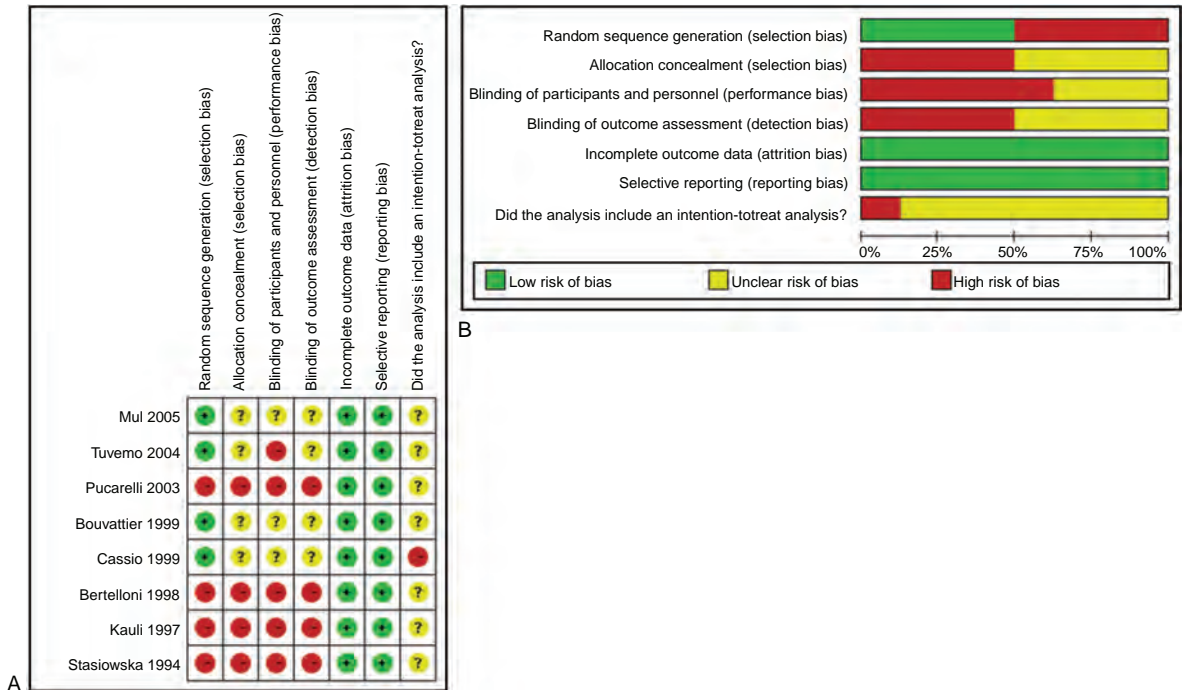 Random sequence generation (selection bias)
Allocation concealment (selection bias)
Blinding of participants and personnel (performance bias)
Blinding of outcome assessment (detection bias)
Incomplete outcome data (attrition bias)
Selective reporting (reporting bias)
Did the analysis include an intention-totreat analysis?
Mul 2005 + ? ? ? + + ?
Tuvemo 2004 + ? - ? + + ?
Pucarelli 2003 - - - - + + ?
Bouvattier 1999 + ? ? ? + + ?
Cassio 1999 + ? ? ? + + -
Bertelloni 1998 - - - - + + ?
Kauli 1997 - - - - + + ?
Stasiowska 1994 - - - - + + ?
A
Random sequence generation (selection bias)
Allocation concealment (selection bias)
Blinding of participants and personnel (performance bias)
Blinding of outcome assessment (detection bias)
Incomplete outcome data (attrition bias)
Selective reporting (reporting bias)
Did the analysis include an intention-totreat analysis?
0% 25% 50% 75% 100%
Low risk of bias Unclear risk of bias High risk of bias
B